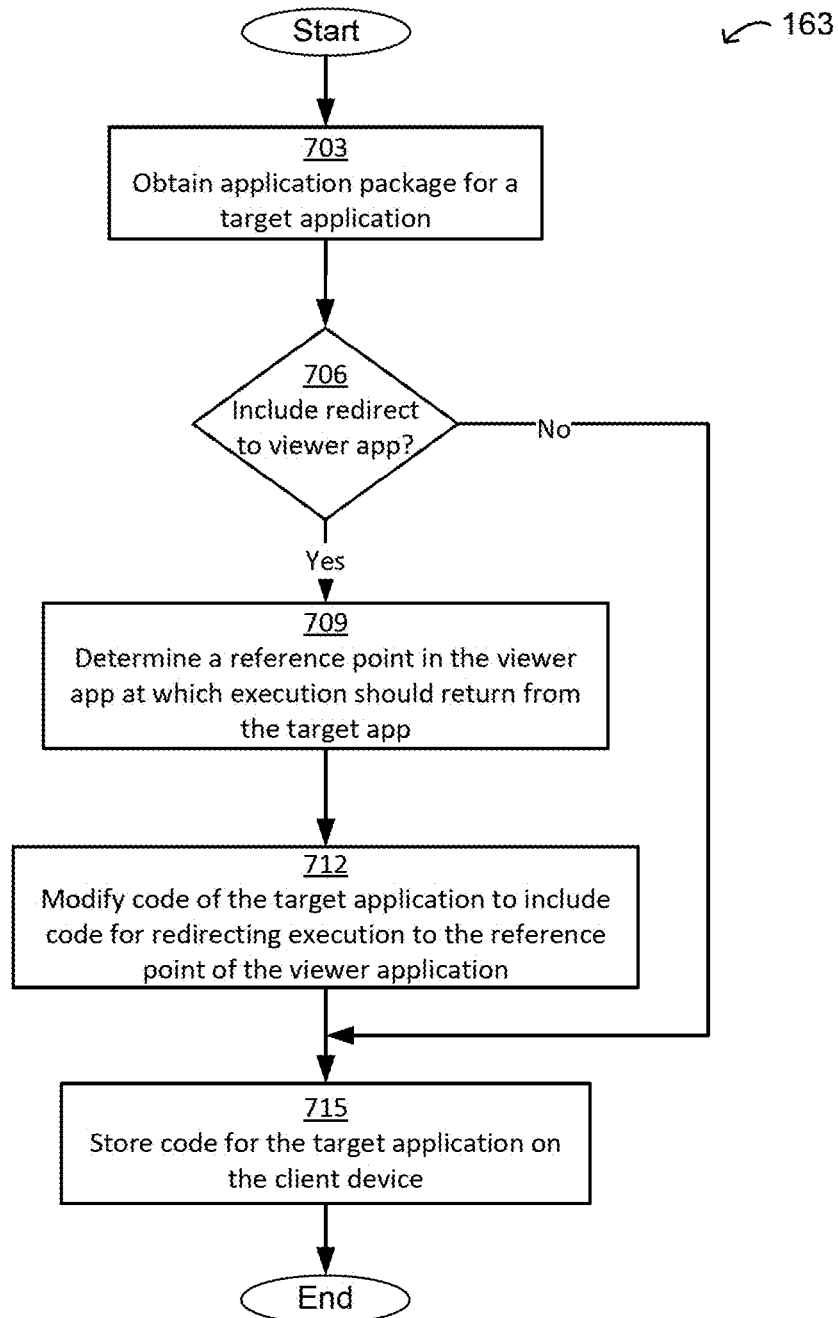 Start
163
703
Obtain application package for a
target application
706
Include redirect
to viewer app?
No
Yes
709
Determine a reference point in the viewer
app at which execution should return from
the target app
712
Modify code of the target application to include
code for redirecting execution to the reference
point of the viewer application
715
Store code for the target application on
the client device
End